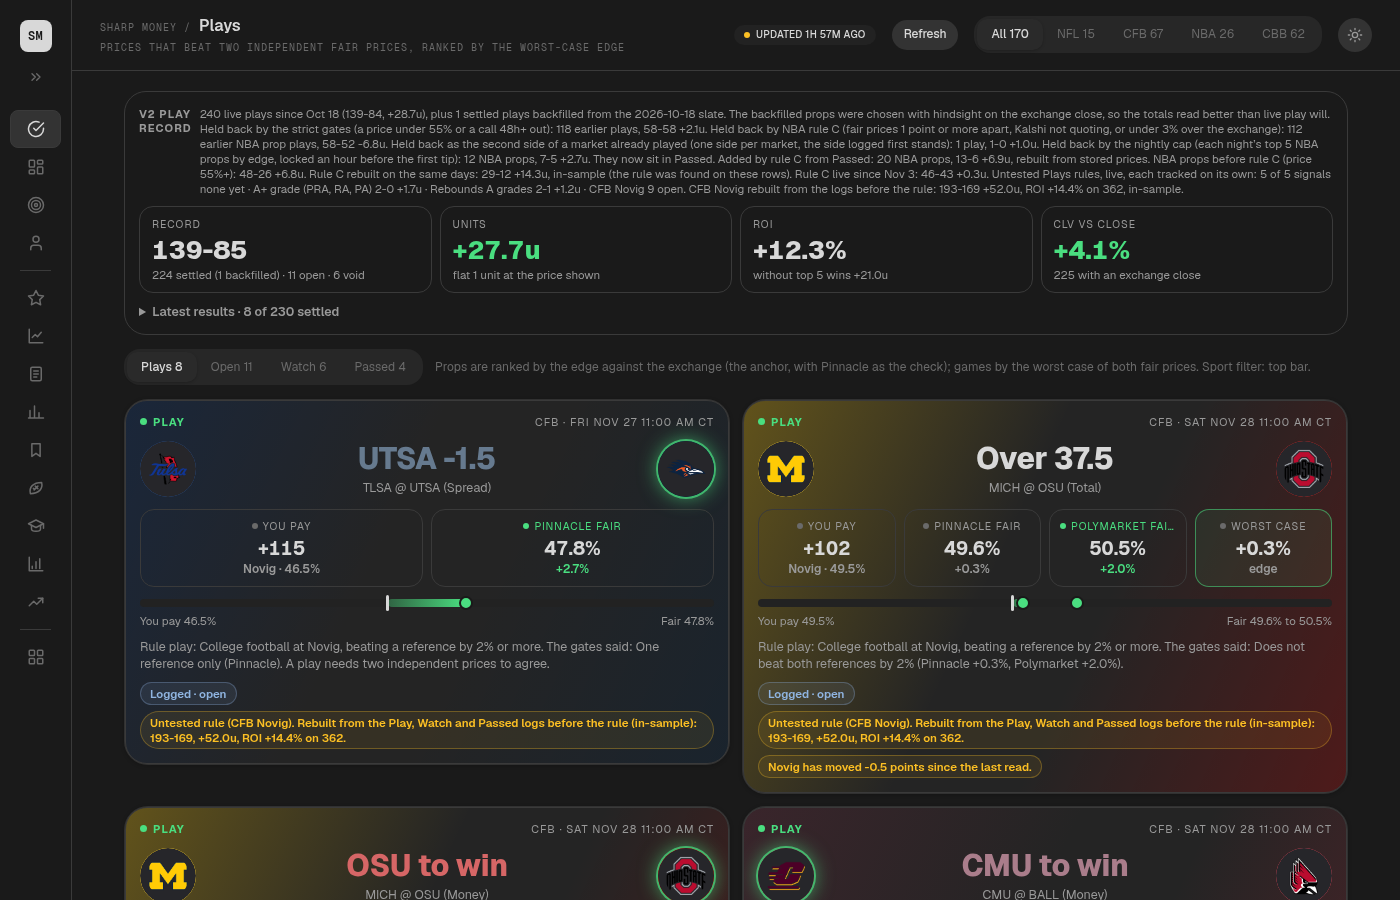 SM
SHARP MONEY / Plays
PRICES THAT BEAT TWO INDEPENDENT FAIR PRICES, RANKED BY THE WORST-CASE EDGE
UPDATED 1H 57M AGO
Refresh
All 170
NFL 15
CFB 67
NBA 26
CBB 62
V2 PLAY RECORD
240 live plays since Oct 18 (139-84, +28.7u), plus 1 settled plays backfilled from the 2026-10-18 slate. The backfilled props were chosen with hindsight on the exchange close, so the totals read better than live play will.
Held back by the strict gates (a price under 55% or a call 48h+ out): 118 earlier plays, 58-58 +2.1u. Held back by NBA rule C (fair prices 1 point or more apart, Kalshi not quoting, or under 3% over the exchange): 112
earlier NBA prop plays, 58-52 -6.8u. Held back as the second side of a market already played (one side per market, the side logged first stands): 1 play, 1-0 +1.0u. Held back by the nightly cap (each night's top 5 NBA
props by edge, locked an hour before the first tip): 12 NBA props, 7-5 +2.7u. They now sit in Passed. Added by rule C from Passed: 20 NBA props, 13-6 +6.9u, rebuilt from stored prices. NBA props before rule C (price
55%+): 48-26 +6.8u. Rule C rebuilt on the same days: 29-12 +14.3u, in-sample (the rule was found on these rows). Rule C live since Nov 3: 46-43 +0.3u. Untested Plays rules, live, each tracked on its own: 5 of 5 signals
none yet · A+ grade (PRA, RA, PA) 2-0 +1.7u · Rebounds A grades 2-1 +1.2u · CFB Novig 9 open. CFB Novig rebuilt from the logs before the rule: 193-169 +52.0u, ROI +14.4% on 362, in-sample.
RECORD
139-85
224 settled (1 backfilled) · 11 open · 6 void
UNITS
+27.7u
flat 1 unit at the price shown
ROI
+12.3%
without top 5 wins +21.0u
CLV VS CLOSE
+4.1%
225 with an exchange close
Latest results · 8 of 230 settled
Plays 8
Open 11
Watch 6
Passed 4
Props are ranked by the edge against the exchange (the anchor, with Pinnacle as the check); games by the worst case of both fair prices. Sport filter: top bar.
PLAY
CFB · FRI NOV 27 11:00 AM CT
Tulsa
UTSA -1.5
TLSA @ UTSA (Spread)
YOU PAY
+115
Novig · 46.5%
PINNACLE FAIR
47.8%
+2.7%
You pay 46.5%
Fair 47.8%
Rule play: College football at Novig, beating a reference by 2% or more. The gates said: One
reference only (Pinnacle). A play needs two independent prices to agree.
Logged · open
Untested rule (CFB Novig). Rebuilt from the Play, Watch and Passed logs before the rule (in-sample):
193-169, +52.0u, ROI +14.4% on 362.
PLAY
CFB · SAT NOV 28 11:00 AM CT
M
Over 37.5
MICH @ OSU (Total)
OHIO STATE
YOU PAY
+102
Novig · 49.5%
PINNACLE FAIR
49.6%
+0.3%
POLYMARKET FAI…
50.5%
+2.0%
WORST CASE
+0.3%
edge
You pay 49.5%
Fair 49.6% to 50.5%
Rule play: College football at Novig, beating a reference by 2% or more. The gates said: Does not
beat both references by 2% (Pinnacle +0.3%, Polymarket +2.0%).
Logged · open
Untested rule (CFB Novig). Rebuilt from the Play, Watch and Passed logs before the rule (in-sample):
193-169, +52.0u, ROI +14.4% on 362.
Novig has moved -0.5 points since the last read.
PLAY
CFB · SAT NOV 28 11:00 AM CT
M
OSU to win
MICH @ OSU (Money)
OHIO STATE
PLAY
CFB · SAT NOV 28 11:00 AM CT
C
CMU to win
CMU @ BALL (Money)